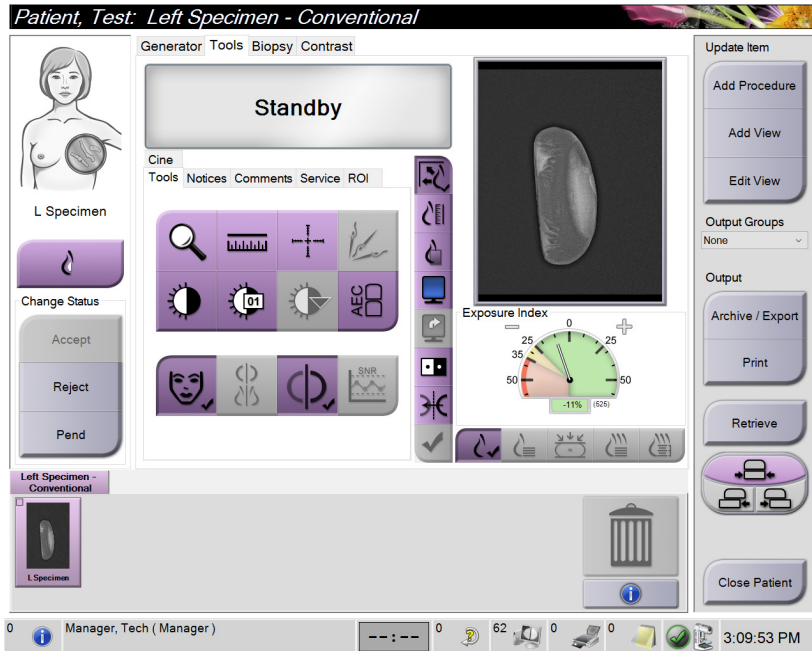 Patient, Test:  Left Specimen - Conventional
Generator Tools Biopsy Contrast
Standby
Cine
Tools Notices Comments Service ROI
01
AEC
SNR
L Specimen
Change Status
Accept
Reject
Pend
Exposure Index
0
25
25
35
50
50
-11%
(525)
Update Item
Add Procedure
Add View
Edit View
Output Groups
None
Output
Archive / Export
Print
Retrieve
Close Patient
Left Specimen -
Conventional
L Specimen
0
Manager, Tech ( Manager )
--:--
0
62
0
0
3:09:53 PM